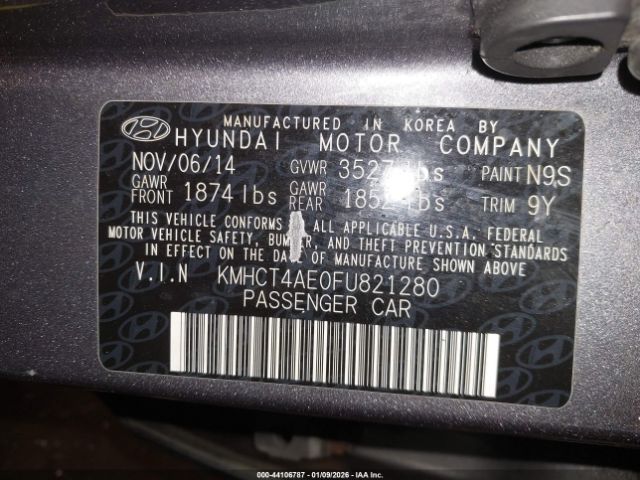 MANUFACTURED IN KOREA BY
HYUNDAI MOTOR COMPANY
NOV/06/14 GVWR 3527 lbs PAINT N9S
GAWR FRONT 1874 lbs GAWR REAR 1852 lbs TRIM 9Y
THIS VEHICLE CONFORMS ALL APPLICABLE U.S.A. FEDERAL
MOTOR VEHICLE SAFETY, BUMPER, AND THEFT PREVENTION STANDARDS
IN EFFECT ON THE DATE OF MANUFACTURE SHOWN ABOVE.
V.I.N KMHCT4AE0FU821280
PASSENGER CAR
000-44106787 - 01/09/2026 - IAA Inc.